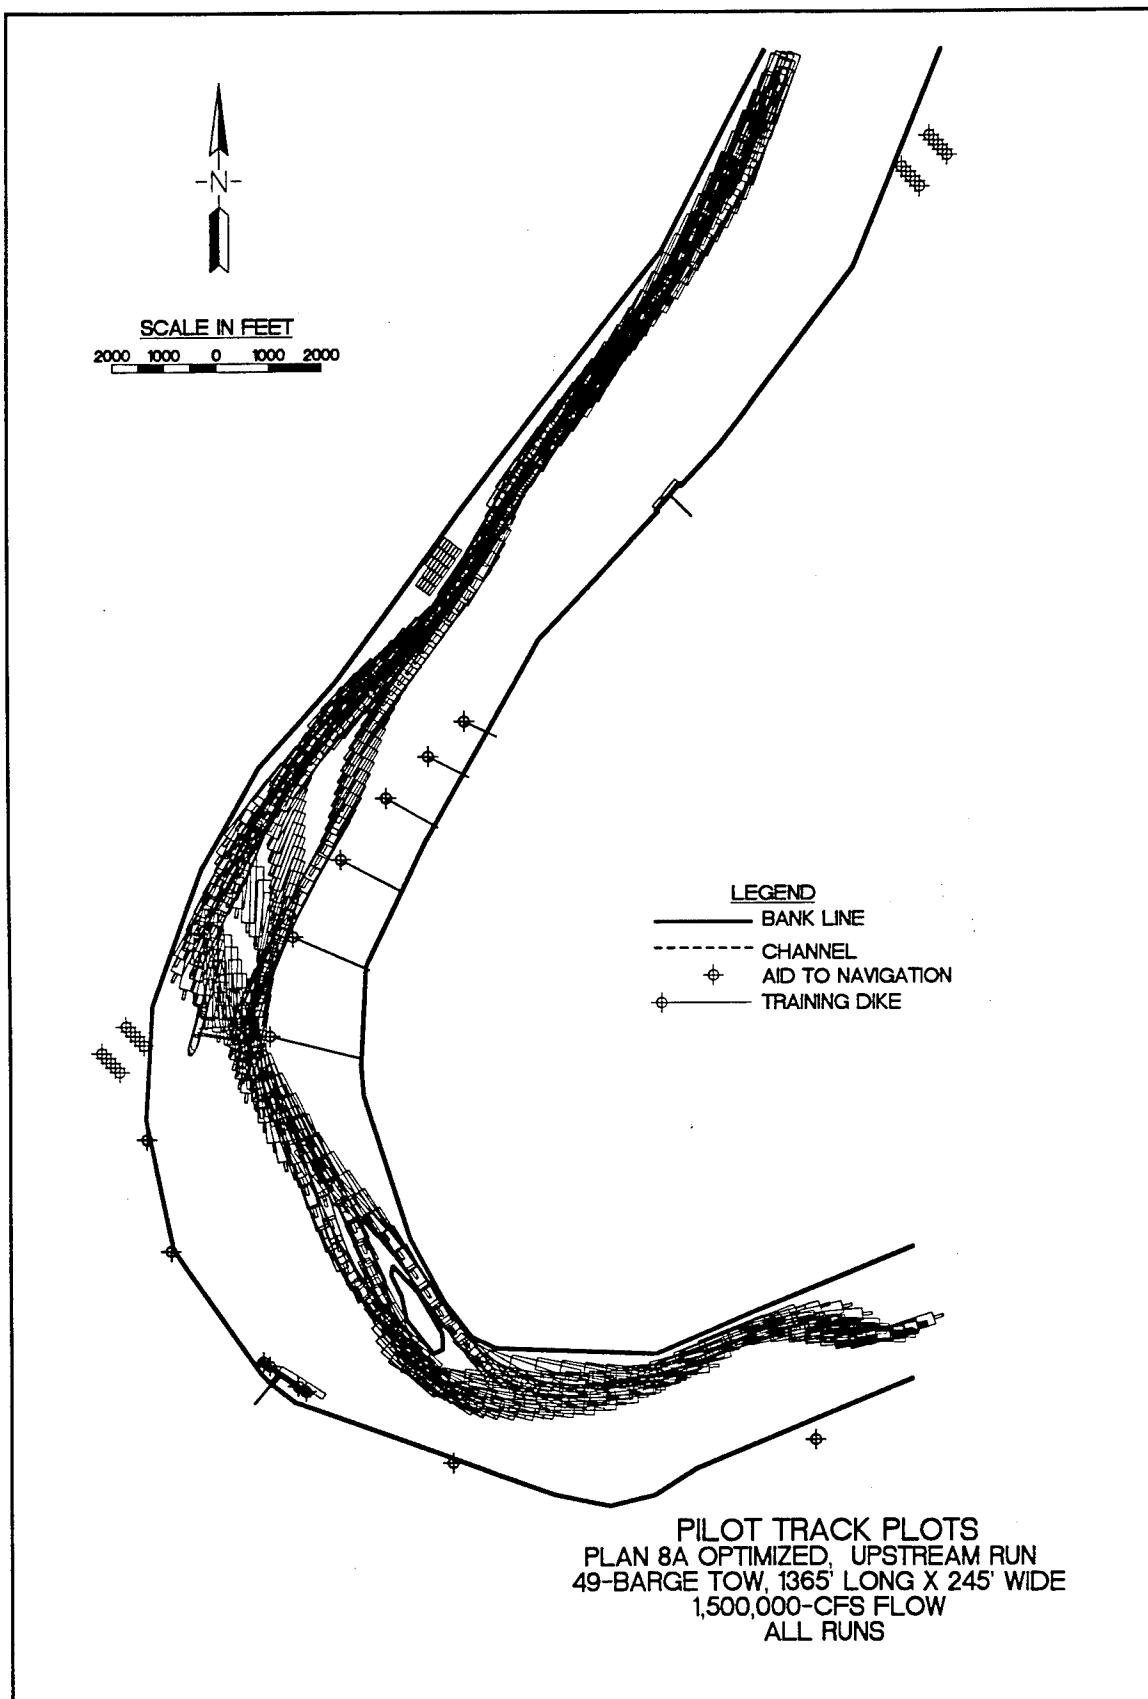 N
SCALE IN FEET
2000 1000 0 1000 2000
LEGEND
BANK LINE
CHANNEL
AID TO NAVIGATION
TRAINING DIKE
PILOT TRACK PLOTS
PLAN 8A OPTIMIZED, UPSTREAM RUN
49-BARGE TOW, 1365' LONG X 245' WIDE
1,500,000-CFS FLOW
ALL RUNS